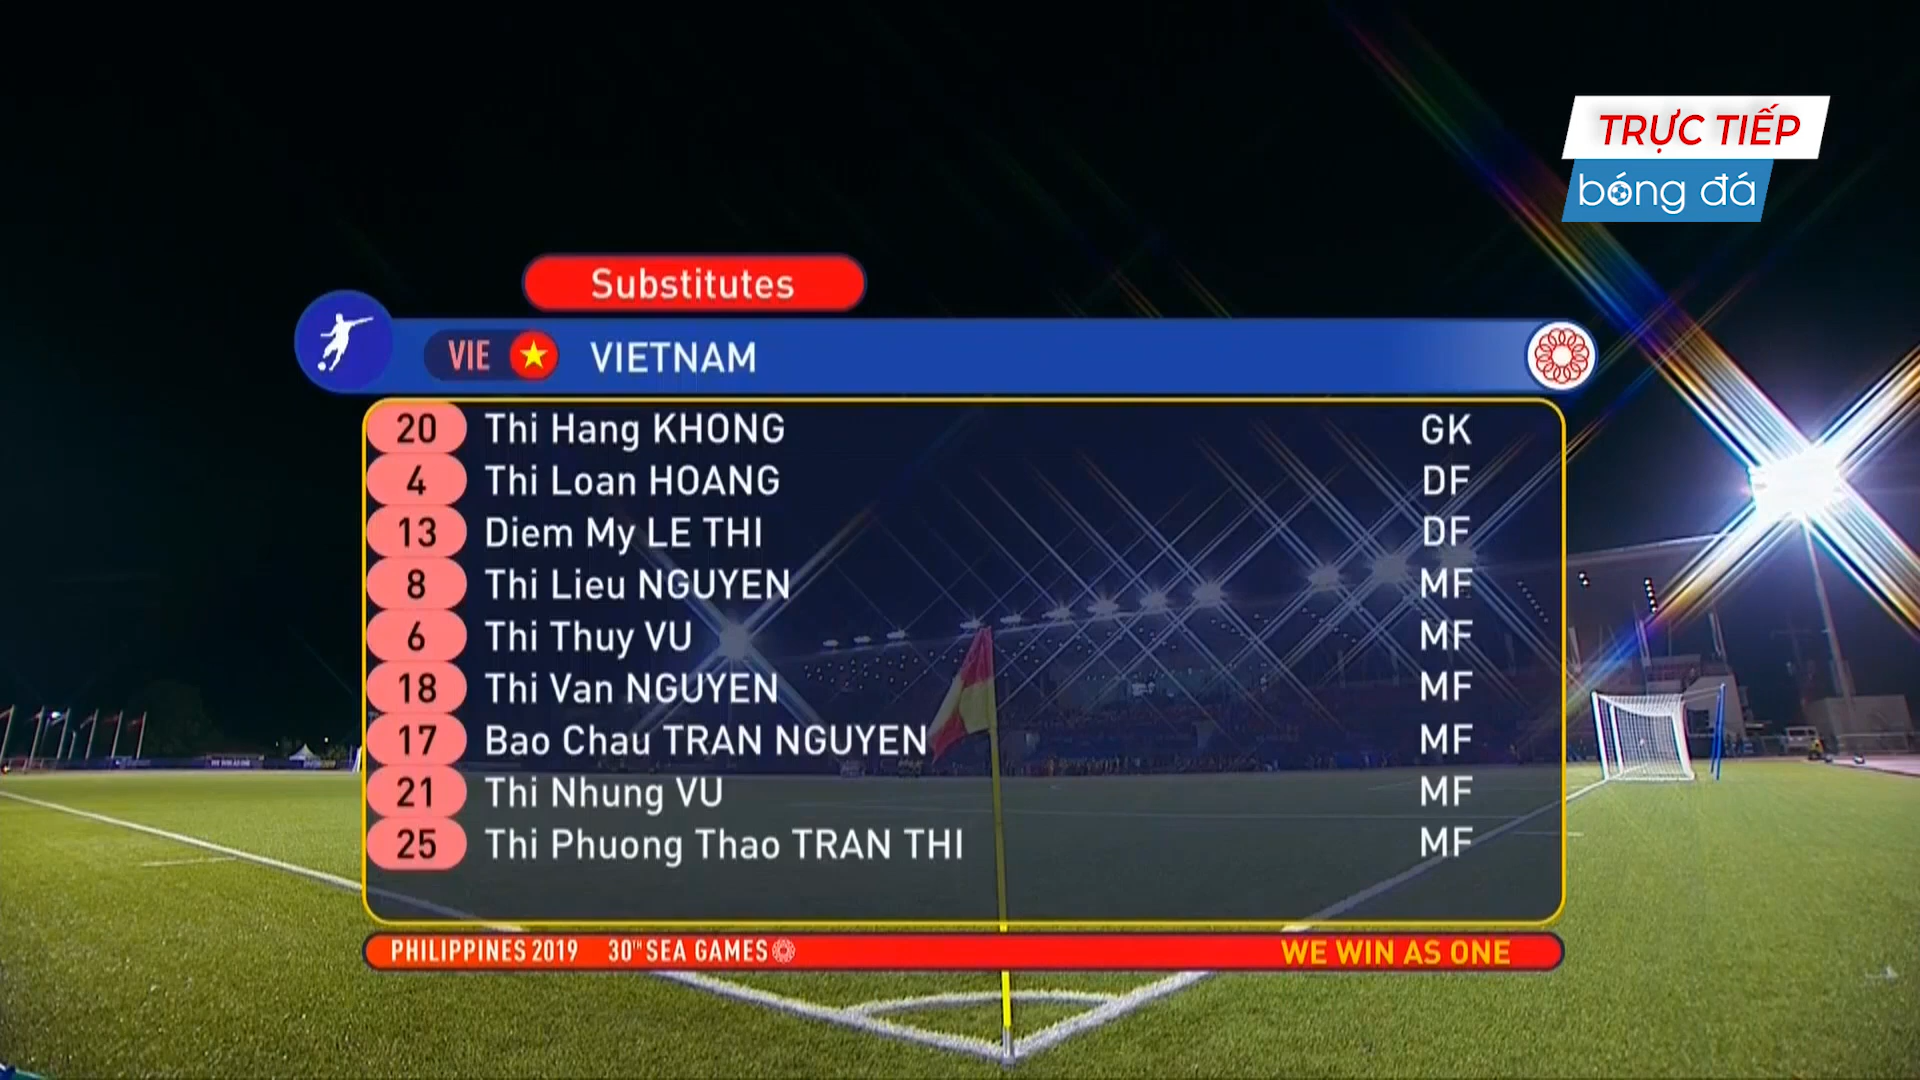 TRỰC TIẾP
bóng đá
Substitutes
VIE VIETNAM
20 Thi Hang KHONG GK
4 Thi Loan HOANG DF
13 Diem My LE THI DF
8 Thi Lieu NGUYEN MF
6 Thi Thuy VU MF
18 Thi Van NGUYEN MF
17 Bao Chau TRAN NGUYEN MF
21 Thi Nhung VU MF
25 Thi Phuong Thao TRAN THI MF
PHILIPPINES 2019 30TH SEA GAMES WE WIN AS ONE